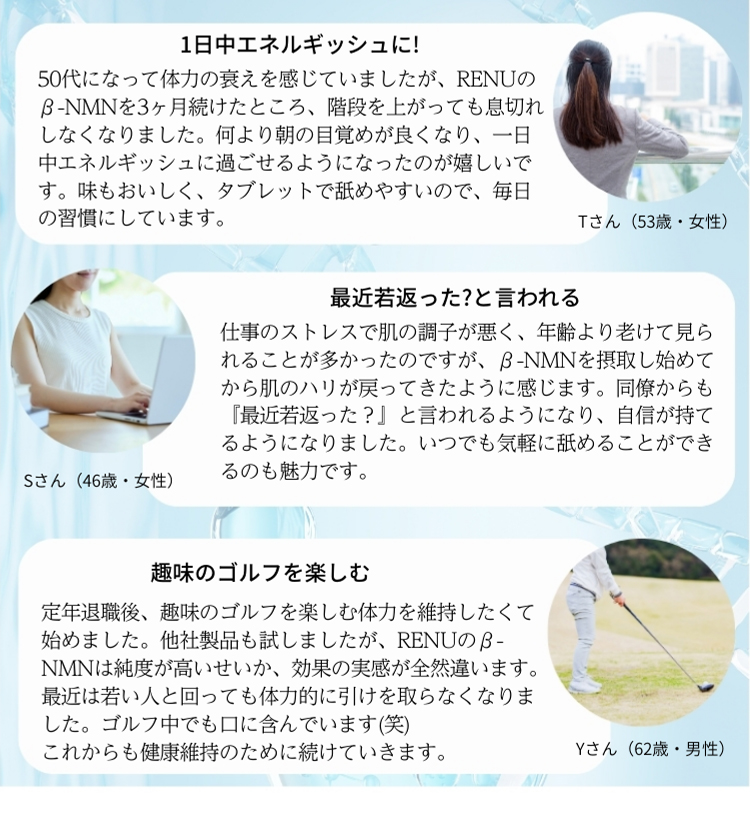 1日中エネルギッシュに!
50代になって体力の衰えを感じていましたが、RENUの
β-NMNを3ヶ月続けたところ、階段を上がっても息切れ
しなくなりました。何より朝の目覚めが良くなり、一日
中エネルギッシュに過ごせるようになったのが嬉しいで
す。味もおいしく、タブレットで舐めやすいので、毎日
の習慣にしています。
Tさん（53歳・女性）
最近若返った?と言われる
仕事のストレスで肌の調子が悪く、年齢より老けて見ら
れることが多かったのですが、β-NMNを摂取し始めて
から肌のハリが戻ってきたように感じます。同僚からも
『最近若返った？』と言われるようになり、自信が持て
るようになりました。いつでも気軽に舐めることができ
るのも魅力です。
Sさん（46歳・女性）
趣味のゴルフを楽しむ
定年退職後、趣味のゴルフを楽しむ体力を維持したくて
始めました。他社製品も試しましたが、RENUのβ-
NMNは純度が高いせいか、効果の実感が全然違います。
最近は若い人と回っても体力的に引けを取らなくなりま
した。ゴルフ中でも口に含んでいます(笑)
これからも健康維持のために続けていきます。
Yさん（62歳・男性）